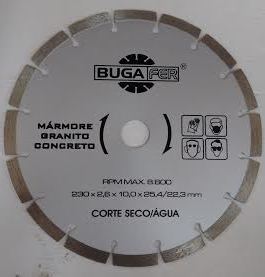 BUGAFER®
MÁRMORE
GRANITO
CONCRETO
RPM MAX. 6.600
230 x 2,6 x 10,0 x 25.4/22,3 mm
CORTE SECO/ÁGUA